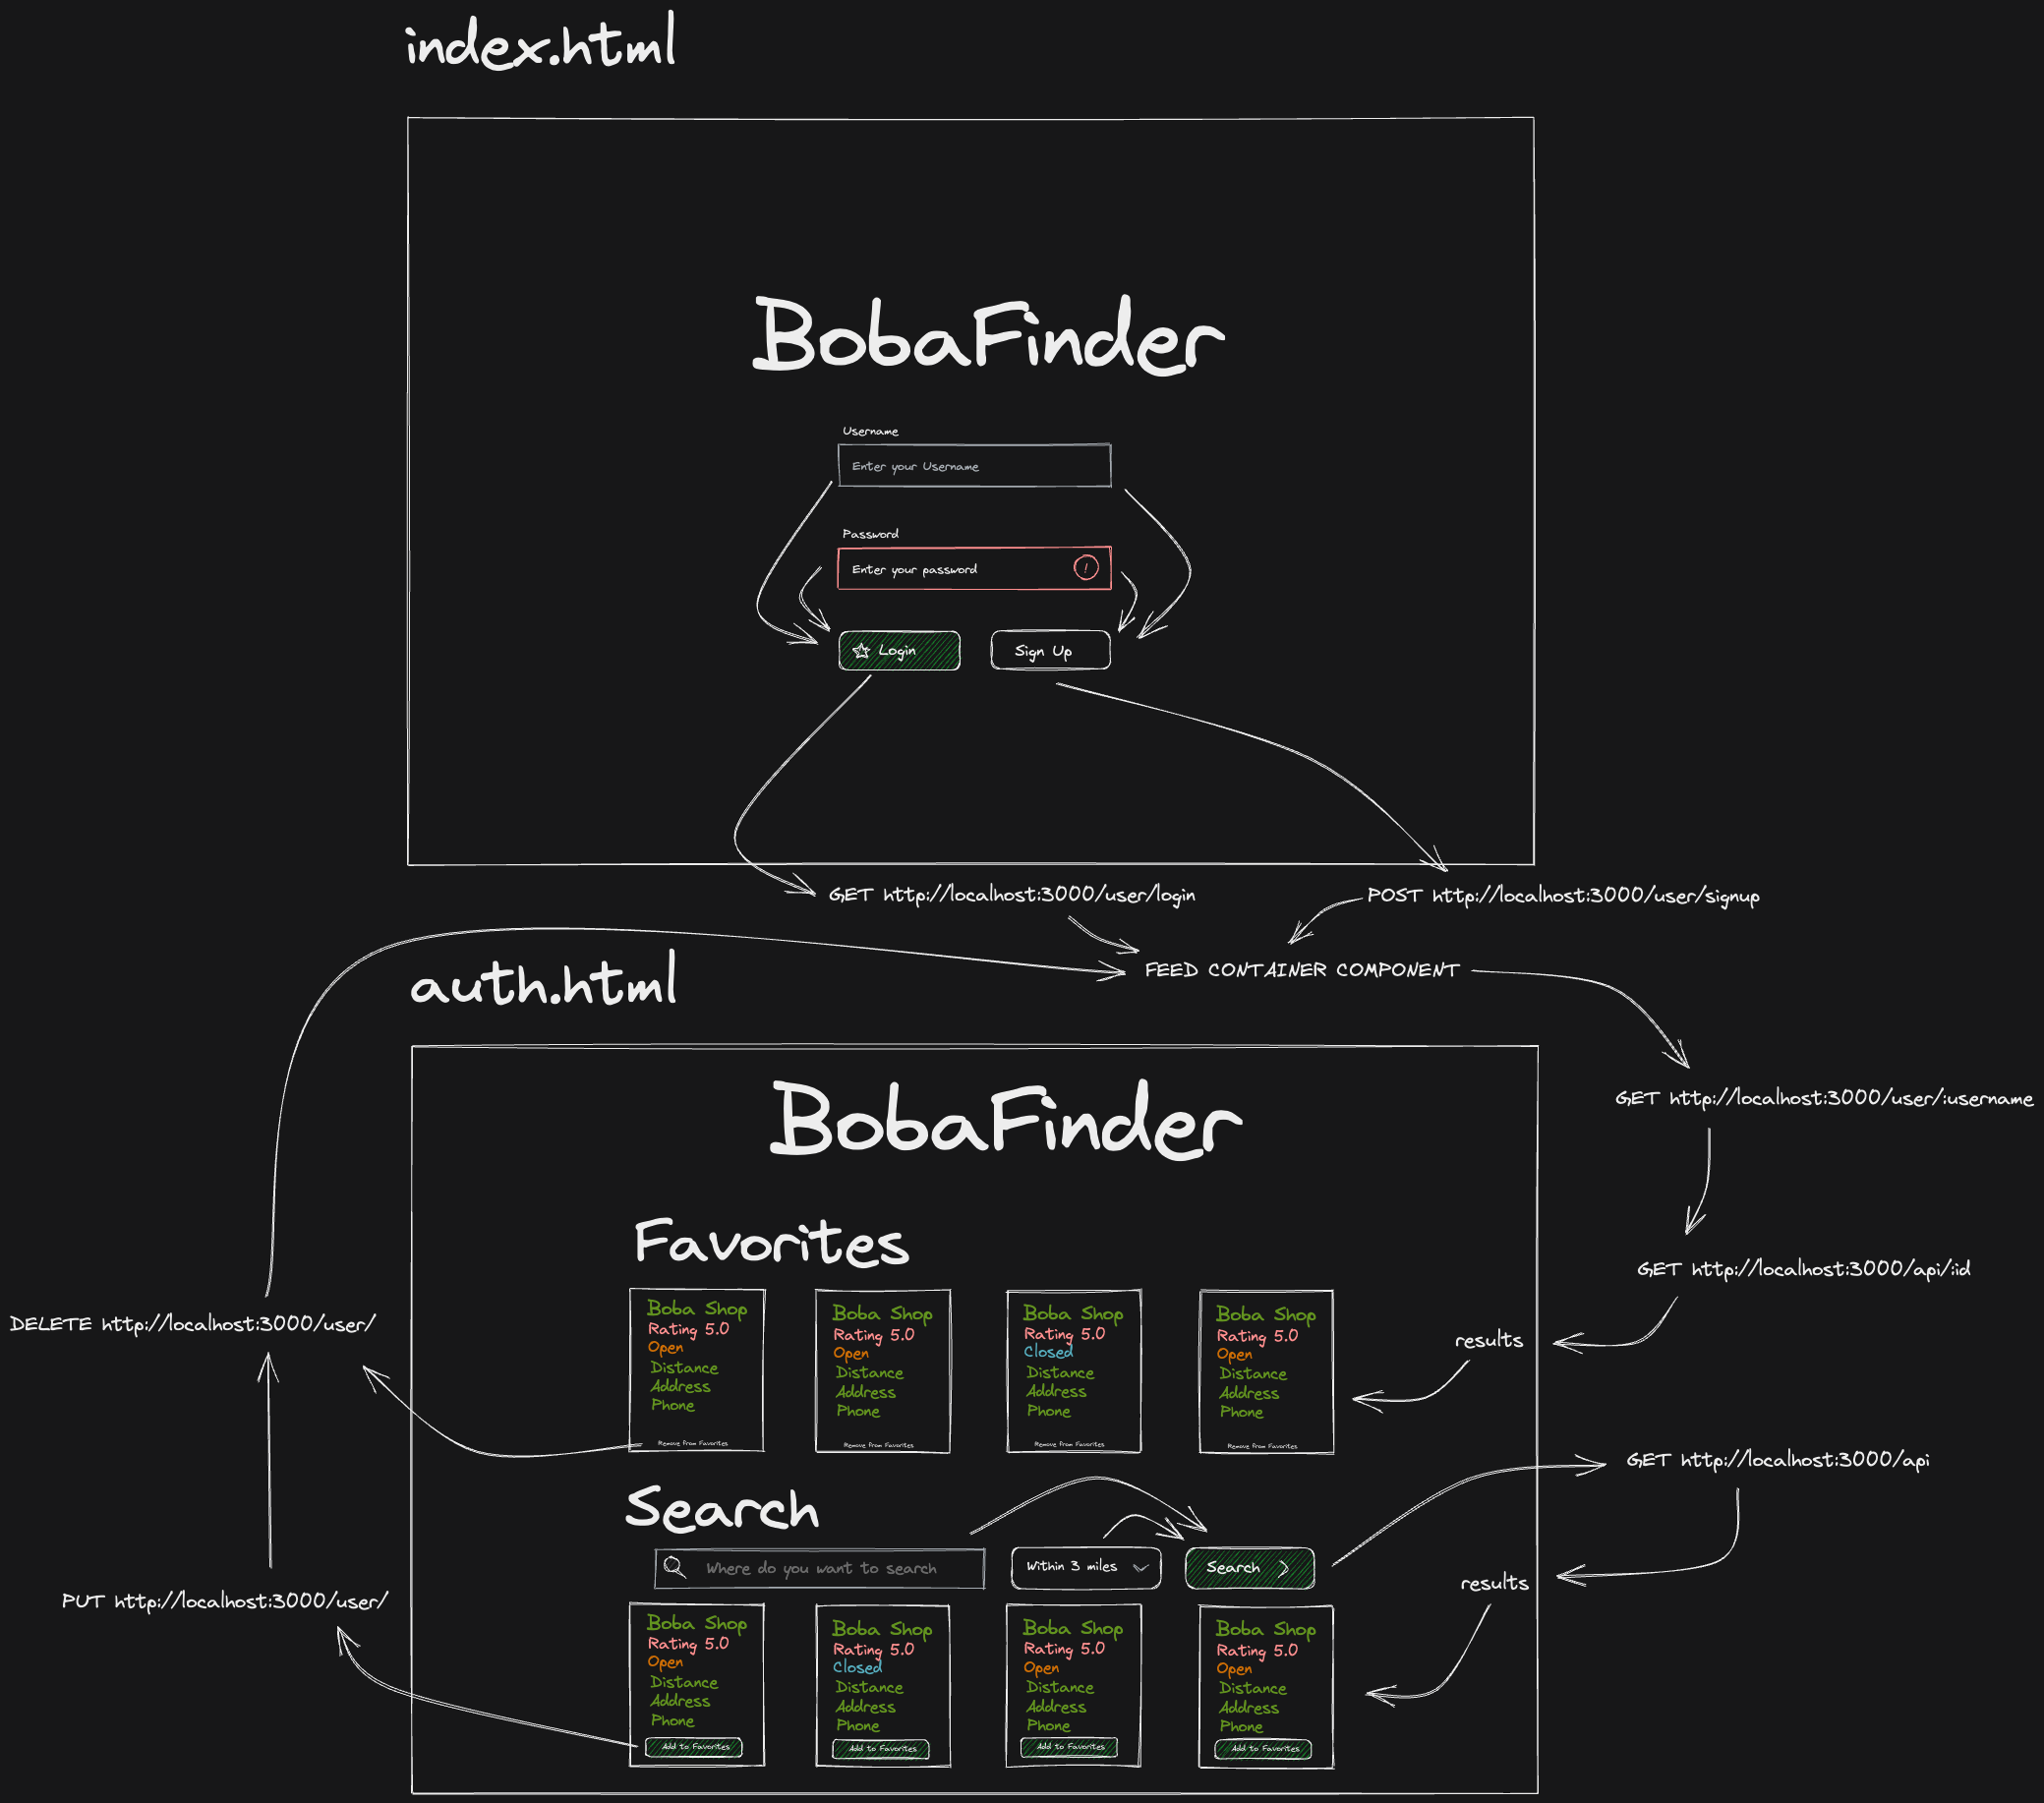 index.html
BobaFinder
Username
Enter your Username
Password
Enter your password
!
Login
Sign Up
GET http://localhost:3000/user/login
POST http://localhost:3000/user/signup
FEED CONTAINER COMPONENT
auth.html
BobaFinder
GET http://localhost:3000/user/:username
Favorites
GET http://localhost:3000/api/:id
DELETE http://localhost:3000/user/
results
Boba Shop
Rating 5.0
Open
Distance
Address
Phone
Remove from Favorites
Boba Shop
Rating 5.0
Open
Distance
Address
Phone
Remove from Favorites
Boba Shop
Rating 5.0
Closed
Distance
Address
Phone
Remove from Favorites
Boba Shop
Rating 5.0
Open
Distance
Address
Phone
Remove from Favorites
GET http://localhost:3000/api
Search
Where do you want to search
Within 3 miles
Search
results
PUT http://localhost:3000/user/
Boba Shop
Rating 5.0
Open
Distance
Address
Phone
Add to Favorites
Boba Shop
Rating 5.0
Closed
Distance
Address
Phone
Add to Favorites
Boba Shop
Rating 5.0
Open
Distance
Address
Phone
Add to Favorites
Boba Shop
Rating 5.0
Open
Distance
Address
Phone
Add to Favorites